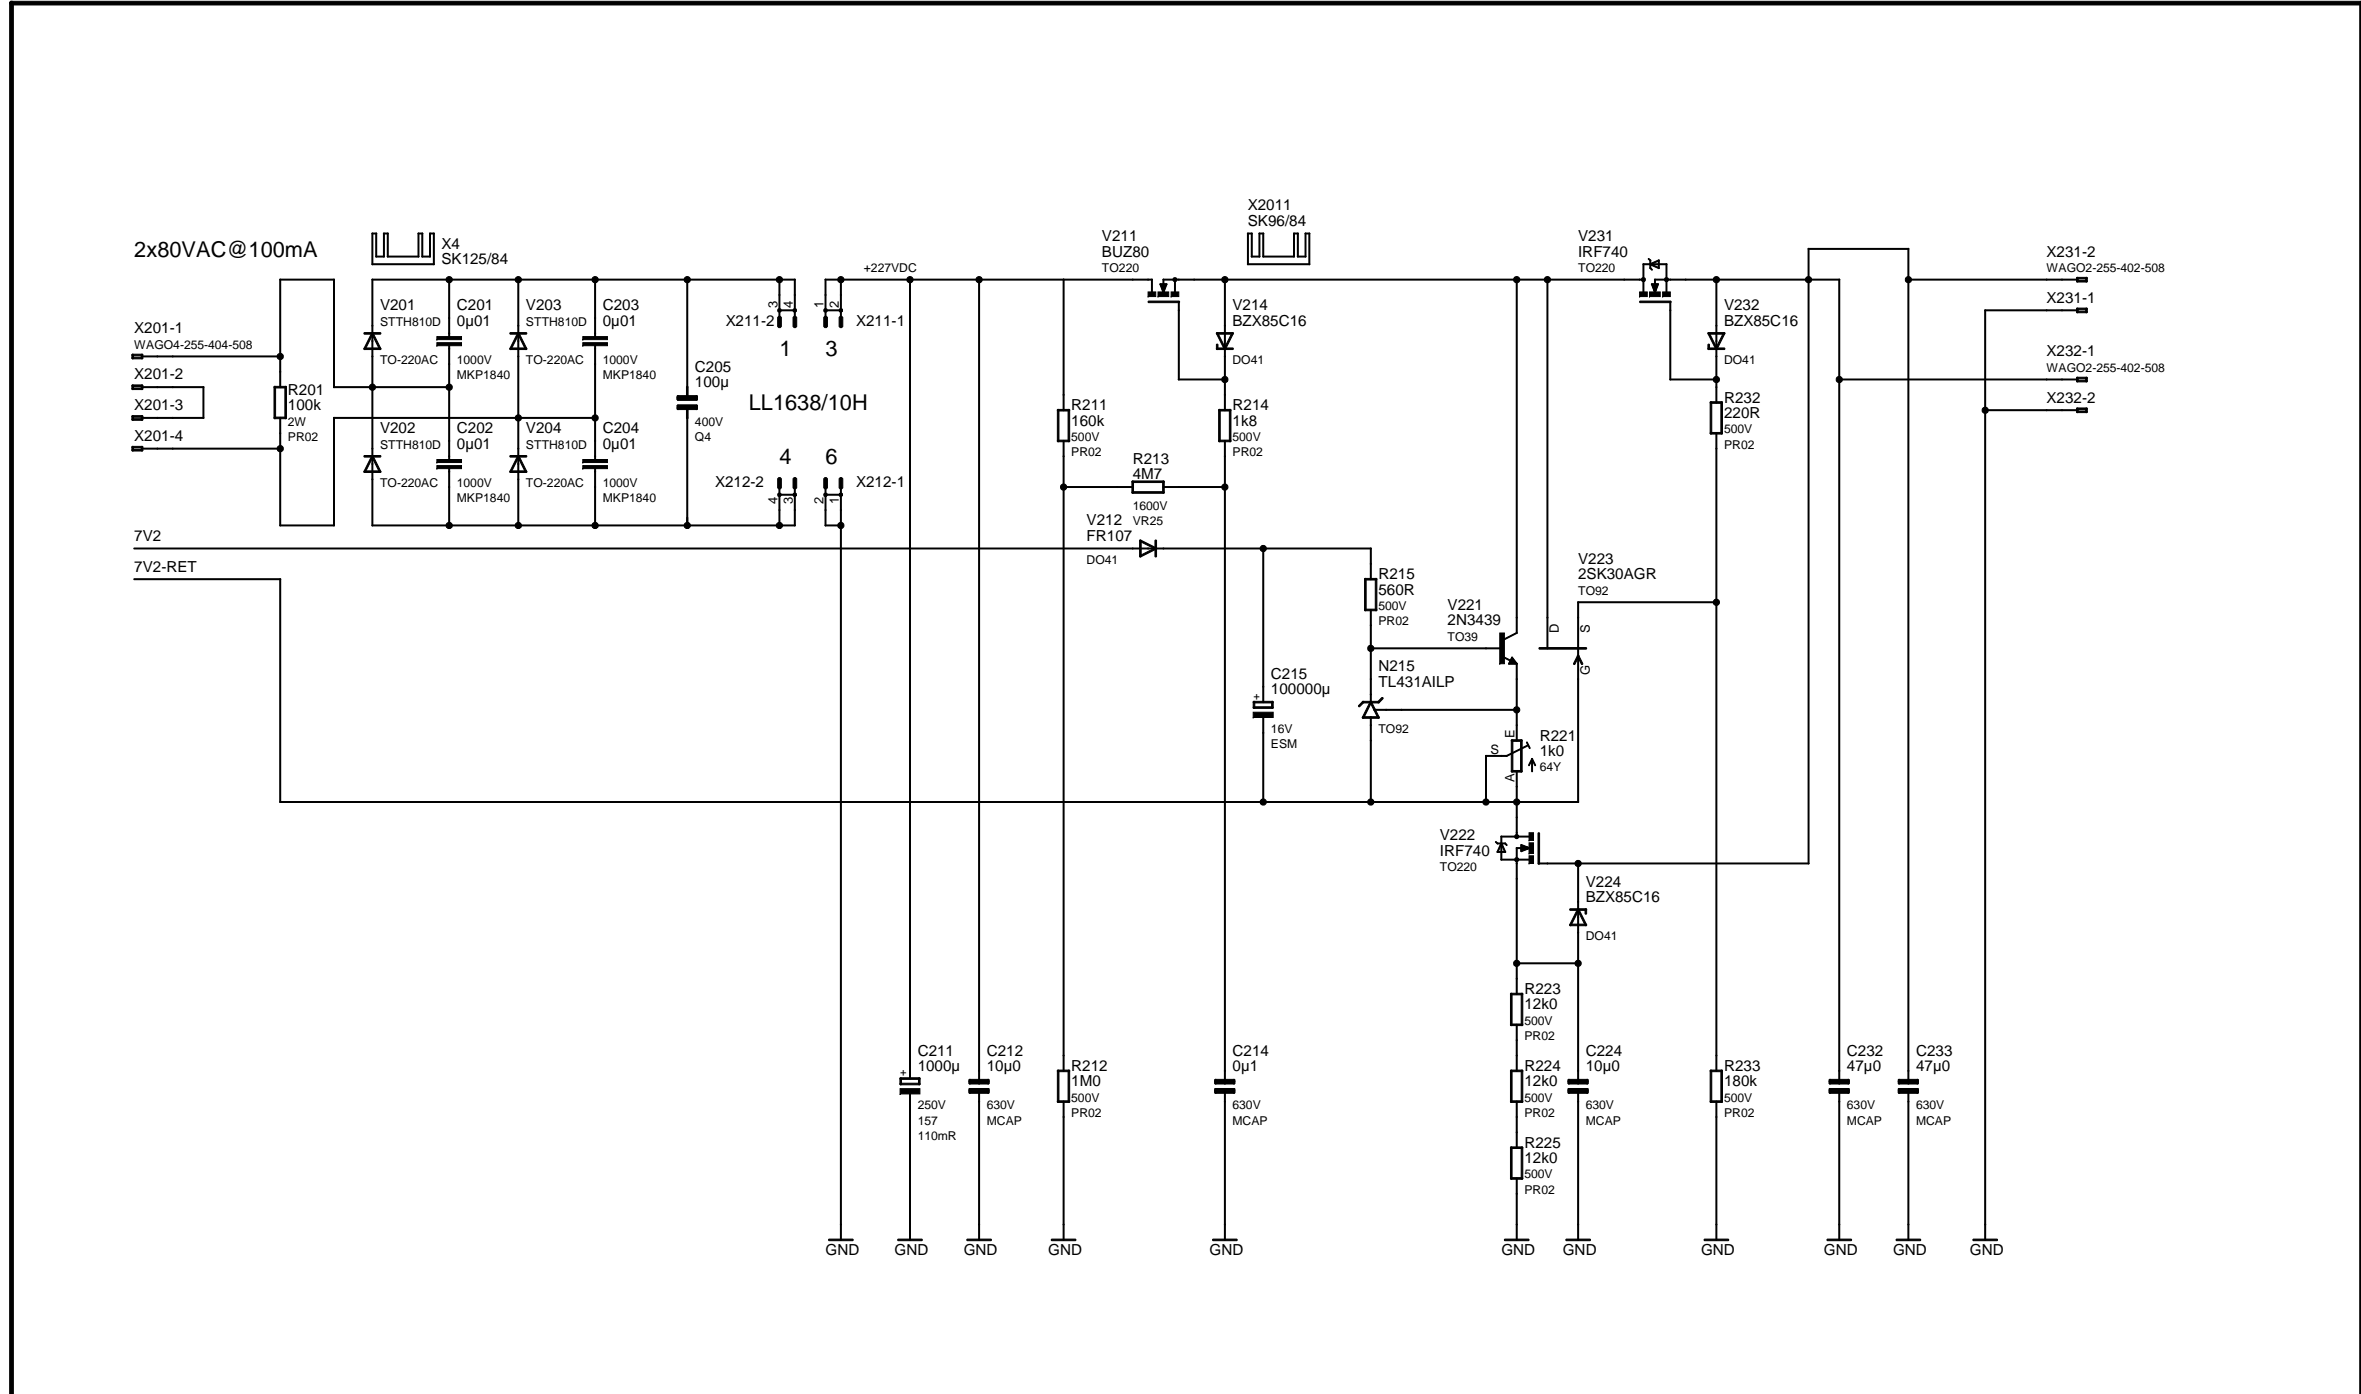 2x80VAC@100mA
X4
SK125/84
X2011
SK96/84
V211
BUZ80
TO220
V231
IRF740
TO220
+227VDC
X231-2
WAGO2-255-402-508
X231-1
X232-1
WAGO2-255-402-508
X232-2
X201-1
WAGO4-255-404-508
X201-2
X201-3
X201-4
R201
100k
2W
PR02
V201
STTH810D
TO-220AC
C201
0µ01
1000V
MKP1840
V203
STTH810D
TO-220AC
C203
0µ01
1000V
MKP1840
V202
STTH810D
TO-220AC
C202
0µ01
1000V
MKP1840
V204
STTH810D
TO-220AC
C204
0µ01
1000V
MKP1840
C205
100µ
400V
Q4
3
4
1
2
X211-2
X211-1
1
3
LL1638/10H
4
6
X212-2
X212-1
4
3
2
1
V214
BZX85C16
DO41
V232
BZX85C16
DO41
R211
160k
500V
PR02
R214
1k8
500V
PR02
R232
220R
500V
PR02
R213
4M7
1600V
VR25
7V2
7V2-RET
V212
FR107
DO41
R215
560R
500V
PR02
V221
2N3439
TO39
V223
2SK30AGR
TO92
D
S
G
C215
100000µ
+
16V
ESM
N215
TL431AILP
TO92
E
S
A
R221
1k0
64Y
V222
IRF740
TO220
V224
BZX85C16
DO41
R223
12k0
500V
PR02
C211
1000µ
+
250V
157
110mR
C212
10µ0
630V
MCAP
R212
1M0
500V
PR02
C214
0µ1
630V
MCAP
R224
12k0
500V
PR02
C224
10µ0
630V
MCAP
R233
180k
500V
PR02
C232
47µ0
630V
MCAP
C233
47µ0
630V
MCAP
R225
12k0
500V
PR02
GND
GND
GND
GND
GND
GND
GND
GND
GND
GND
GND